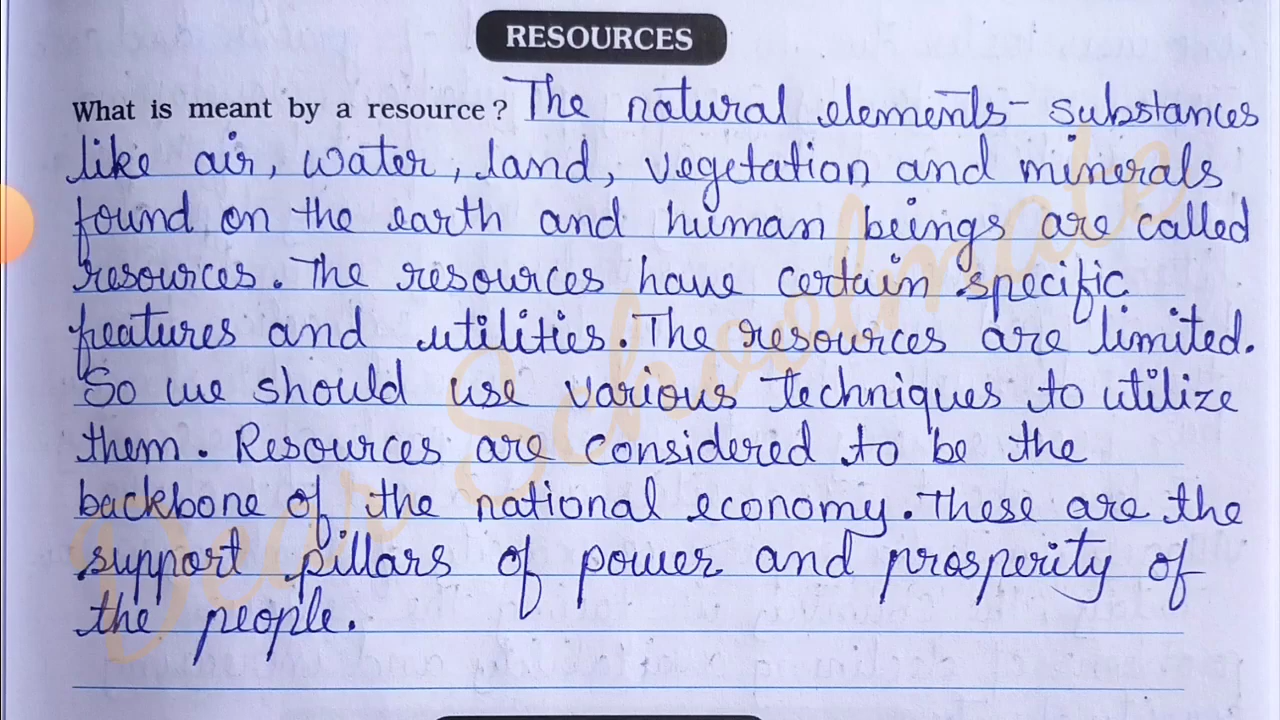 RESOURCES
What is meant by a resource? The natural elements - substances
like air, water, land, vegetation and minerals
found on the earth and human beings are called
resources. The resources have certain specific
features and utilities. The resources are limited.
So we should use various techniques to utilize
them. Resources are considered to be the
backbone of the national economy. These are the
support pillars of power and prosperity of
the people.
Dear Schoolmate